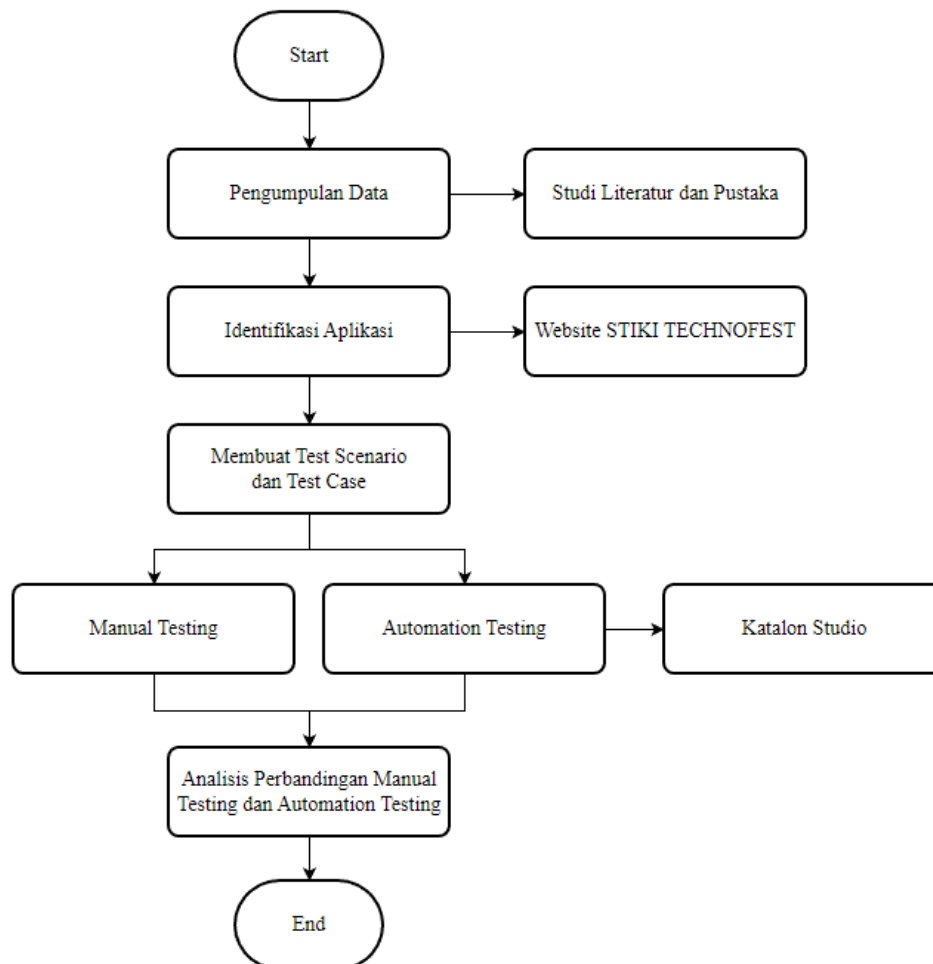 Start
Pengumpulan Data
Studi Literatur dan Pustaka
Identifikasi Aplikasi
Website STIKI TECHNOFEST
Membuat Test Scenario
dan Test Case
Manual Testing
Automation Testing
Katalon Studio
Analisis Perbandingan Manual
Testing dan Automation Testing
End